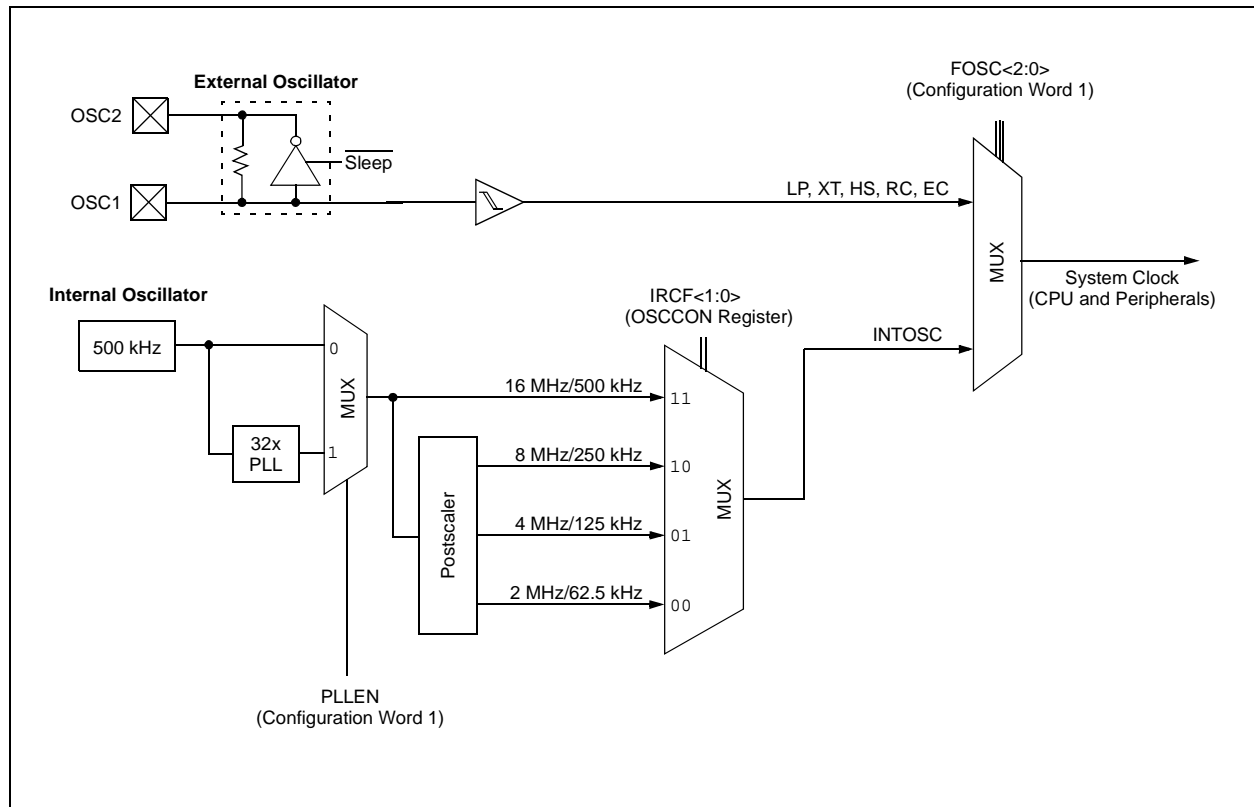 FOSC<2:0>
(Configuration Word 1)
External Oscillator
OSC2
Sleep
OSC1
LP, XT, HS, RC, EC
MUX
System Clock
(CPU and Peripherals)
Internal Oscillator
IRCF<1:0>
(OSCCON Register)
500 kHz
0
MUX
INTOSC
16 MHz/500 kHz
11
32x
PLL
1
8 MHz/250 kHz
10
MUX
Postscaler
4 MHz/125 kHz
01
2 MHz/62.5 kHz
00
PLLEN
(Configuration Word 1)